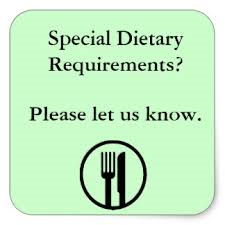 Special Dietary
Requirements?
Please let us know.